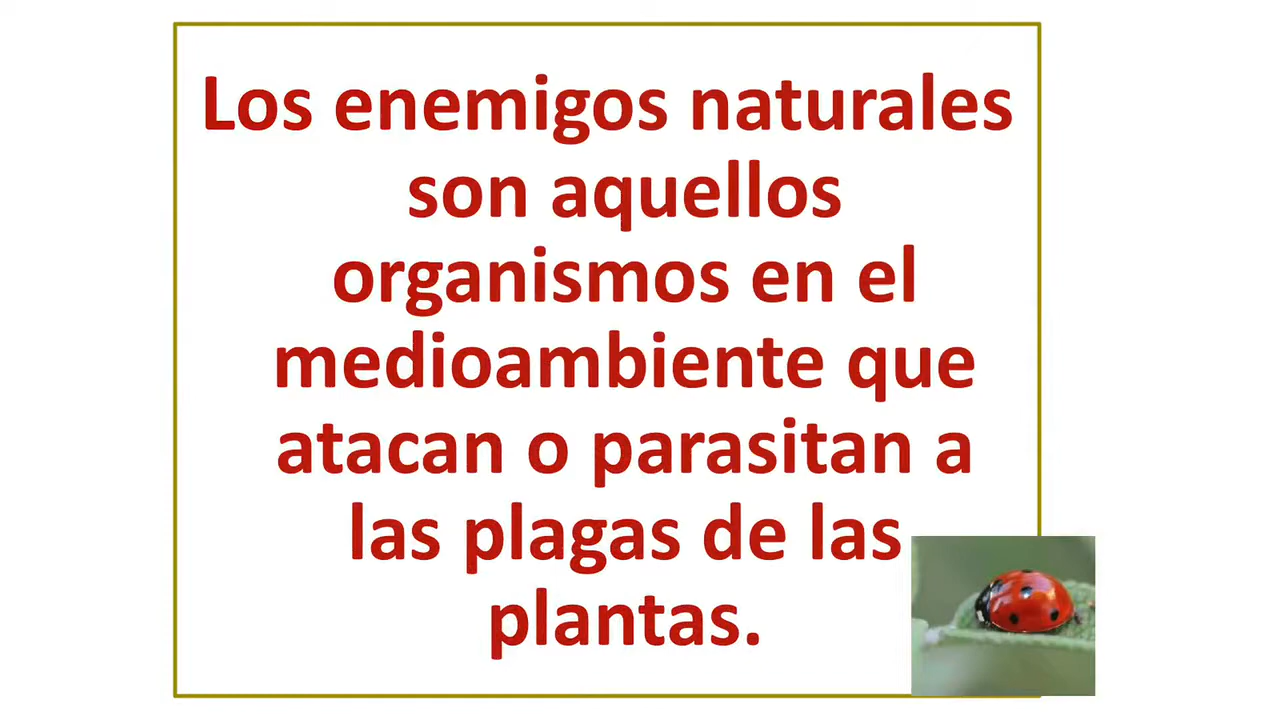 Los enemigos naturales
son aquellos
organismos en el
medioambiente que
atacan o parasitan a
las plagas de las
plantas.